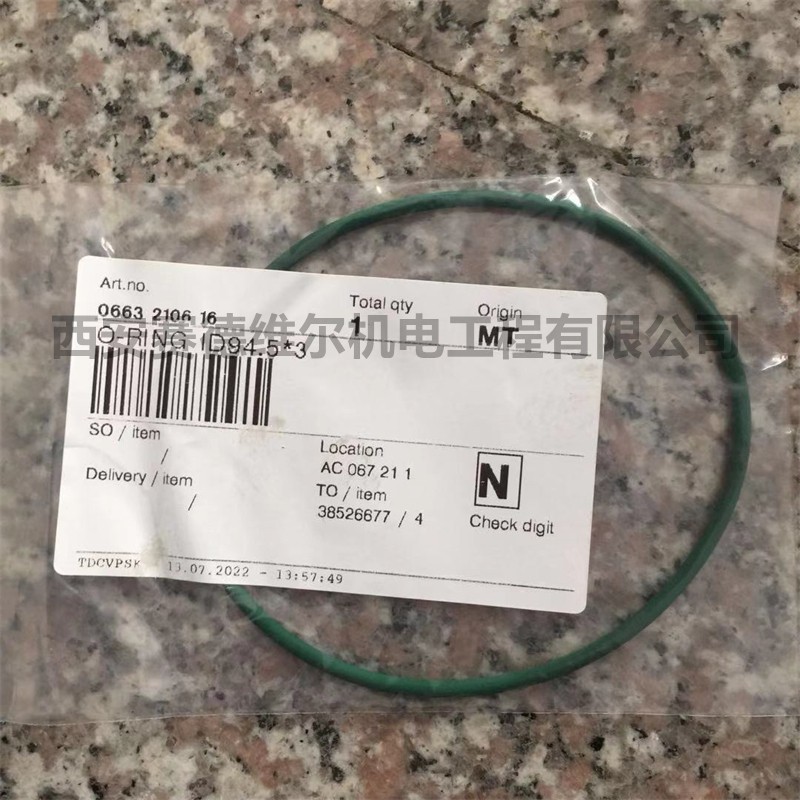 Art.no.
0663 2106 16
Total qty
1
Origin
MT
西安赛德维尔机电工程有限公司
O-RING, ID94.5*3
SO / item
/
Delivery / item
/
Location
AC 067 21 1
TO / item
38526677 / 4
N
Check digit
TDCVPSK 13.07.2022 - 13:57:49